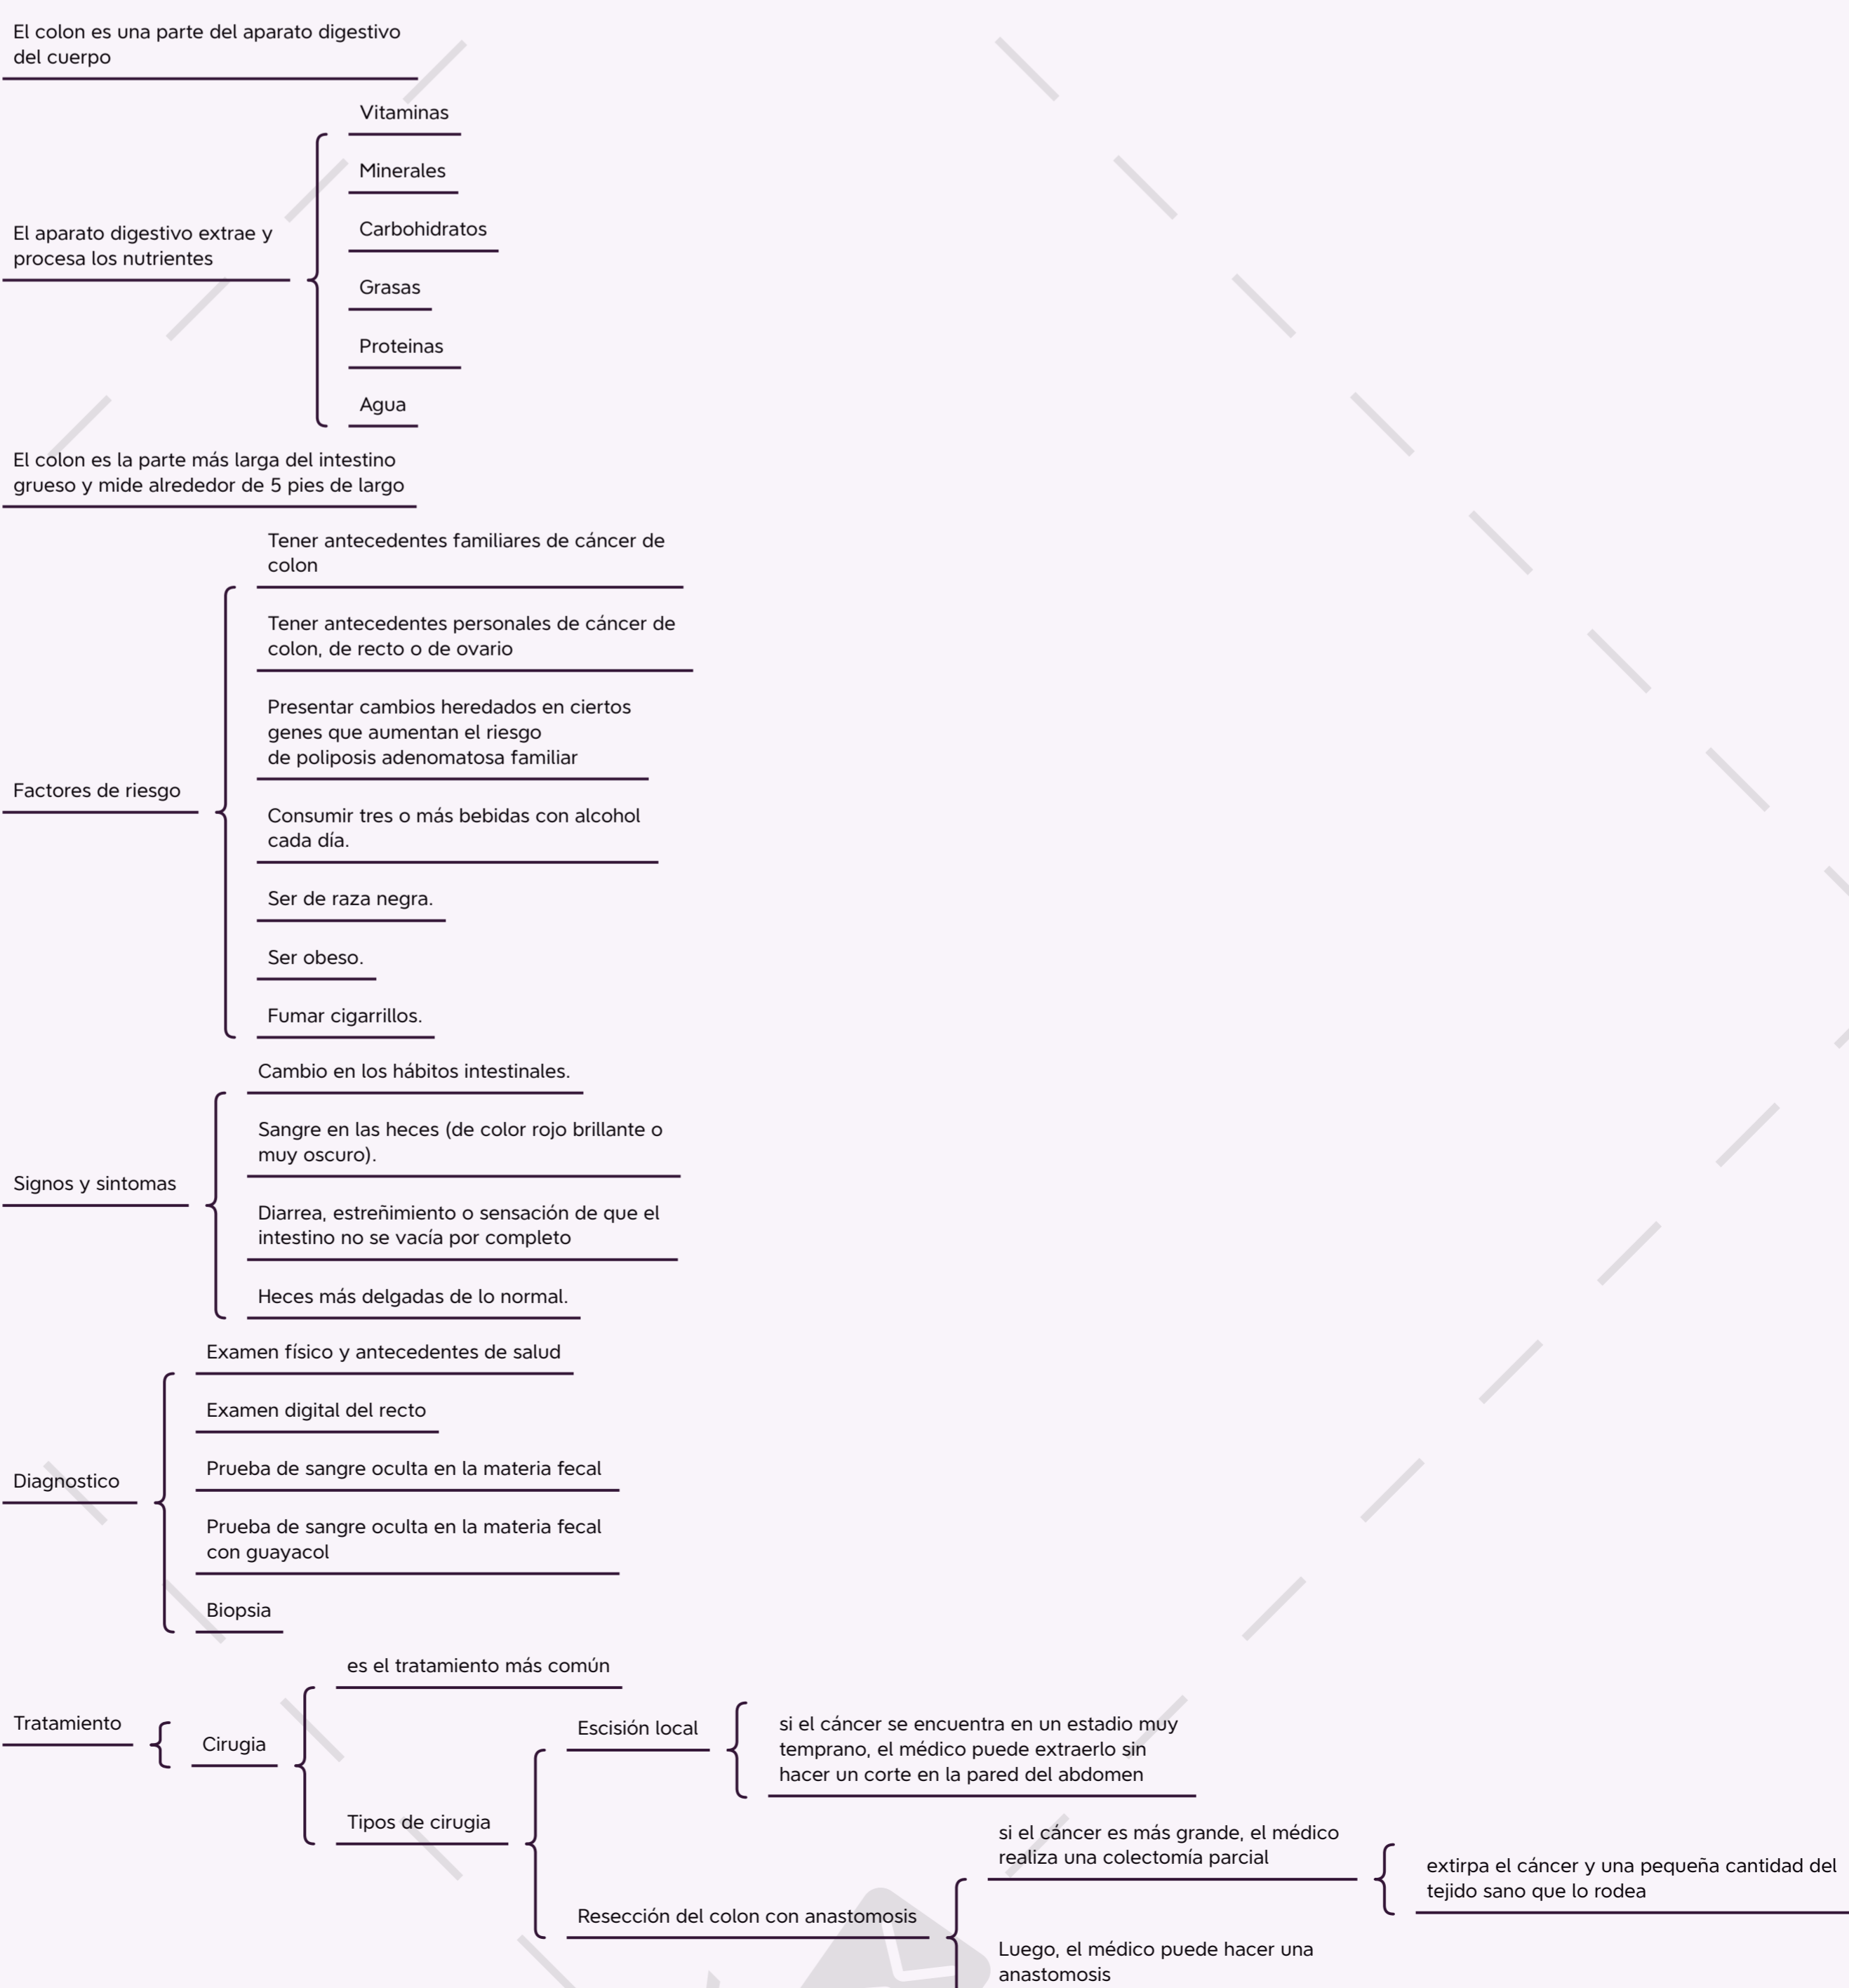 El colon es una parte del aparato digestivo
del cuerpo
Vitaminas
Minerales
Carbohidratos
El aparato digestivo extrae y
procesa los nutrientes
Grasas
Proteinas
Agua
El colon es la parte más larga del intestino
grueso y mide alrededor de 5 pies de largo
Tener antecedentes familiares de cáncer de
colon
Tener antecedentes personales de cáncer de
colon, de recto o de ovario
Presentar cambios heredados en ciertos
genes que aumentan el riesgo
de poliposis adenomatosa familiar
Factores de riesgo
Consumir tres o más bebidas con alcohol
cada día.
Ser de raza negra.
Ser obeso.
Fumar cigarrillos.
Cambio en los hábitos intestinales.
Sangre en las heces (de color rojo brillante o
muy oscuro).
Signos y sintomas
Diarrea, estreñimiento o sensación de que el
intestino no se vacía por completo
Heces más delgadas de lo normal.
Examen físico y antecedentes de salud
Examen digital del recto
Prueba de sangre oculta en la materia fecal
Diagnostico
Prueba de sangre oculta en la materia fecal
con guayacol
Biopsia
es el tratamiento más común
Tratamiento
Cirugia
Escisión local
si el cáncer se encuentra en un estadio muy
temprano, el médico puede extraerlo sin
hacer un corte en la pared del abdomen
Tipos de cirugia
si el cáncer es más grande, el médico
realiza una colectomía parcial
extirpa el cáncer y una pequeña cantidad del
tejido sano que lo rodea
Resección del colon con anastomosis
Luego, el médico puede hacer una
anastomosis